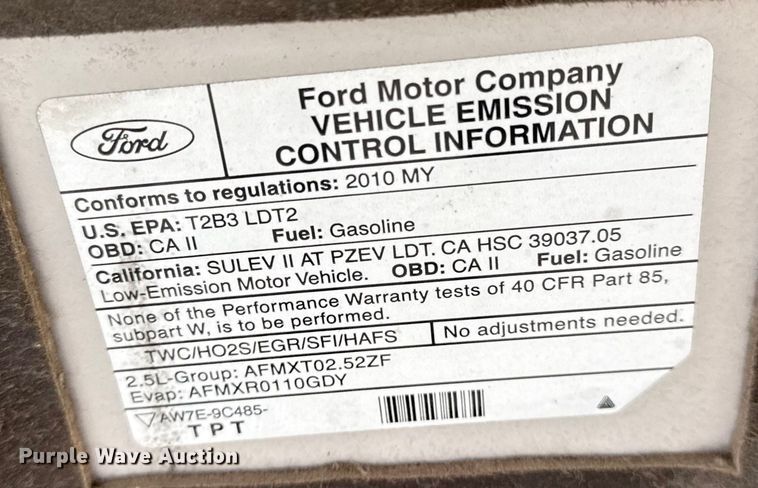 Ford
Ford Motor Company
VEHICLE EMISSION
CONTROL INFORMATION
Conforms to regulations: 2010 MY
U.S. EPA: T2B3 LDT2
OBD: CA II Fuel: Gasoline
California: SULEV II AT PZEV LDT. CA HSC 39037.05
Low-Emission Motor Vehicle. OBD: CA II Fuel: Gasoline
None of the Performance Warranty tests of 40 CFR Part 85,
subpart W, is to be performed.
TWC/HO2S/EGR/SFI/HAFS No adjustments needed.
2.5L-Group: AFMXT02.52ZF
Evap: AFMXR0110GDY
AW7E-9C485-
TPT
Purple Wave Auction